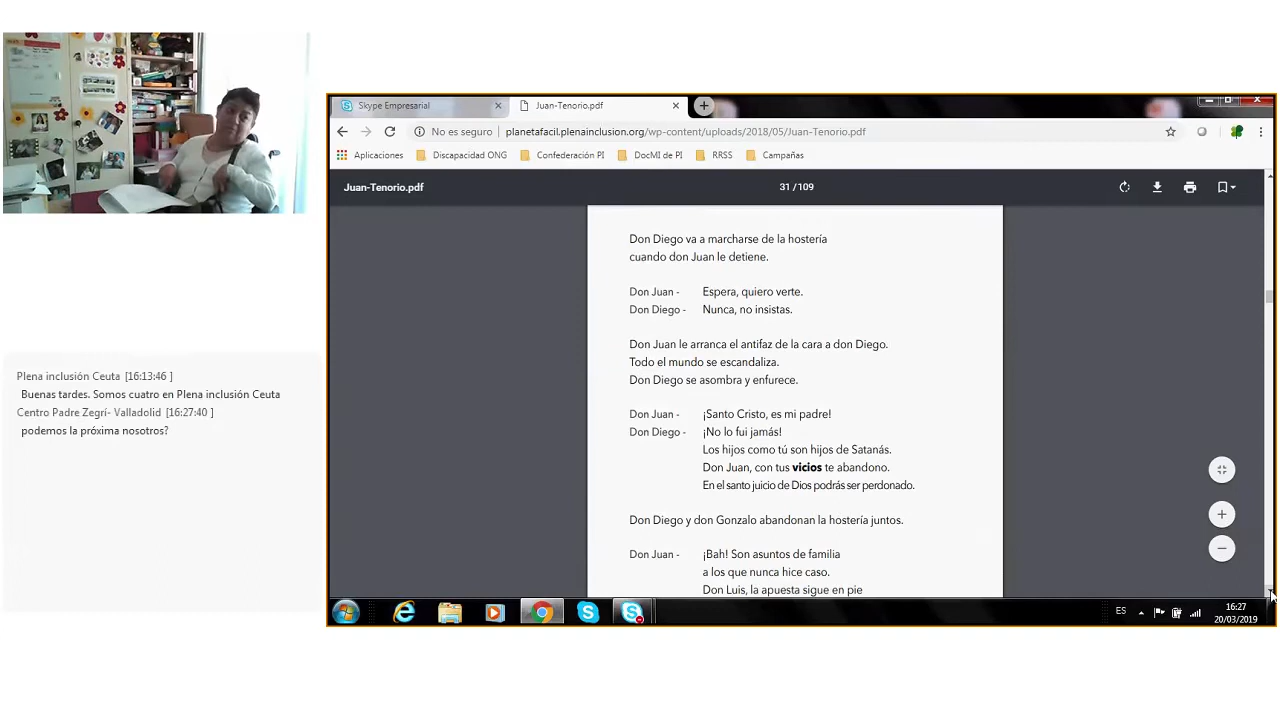 Plena inclusión Ceuta [16:13:46 ]
Buenas tardes. Somos cuatro en Plena inclusión Ceuta
Centro Padre Zegrí- Valladolid [16:27:40 ]
podemos la próxima nosotros?
Skype Empresarial
Juan-Tenorio.pdf
No es seguro
planetafacil.plenainclusion.org/wp-content/uploads/2018/05/Juan-Tenorio.pdf
Aplicaciones Discapacidad ONG Confederación PI DocMI de PI RRSS Campañas
Juan-Tenorio.pdf 31 / 109
Don Diego va a marcharse de la hostería
cuando don Juan le detiene.
Don Juan - Espera, quiero verte.
Don Diego - Nunca, no insistas.
Don Juan le arranca el antifaz de la cara a don Diego.
Todo el mundo se escandaliza.
Don Diego se asombra y enfurece.
Don Juan - ¡Santo Cristo, es mi padre!
Don Diego - ¡No lo fui jamás!
Los hijos como tú son hijos de Satanás.
Don Juan, con tus vicios te abandono.
En el santo juicio de Dios podrás ser perdonado.
Don Diego y don Gonzalo abandonan la hostería juntos.
Don Juan - ¡Bah! Son asuntos de familia
a los que nunca hice caso.
Don Luis, la apuesta sigue en pie
ES
16:27
20/03/2019